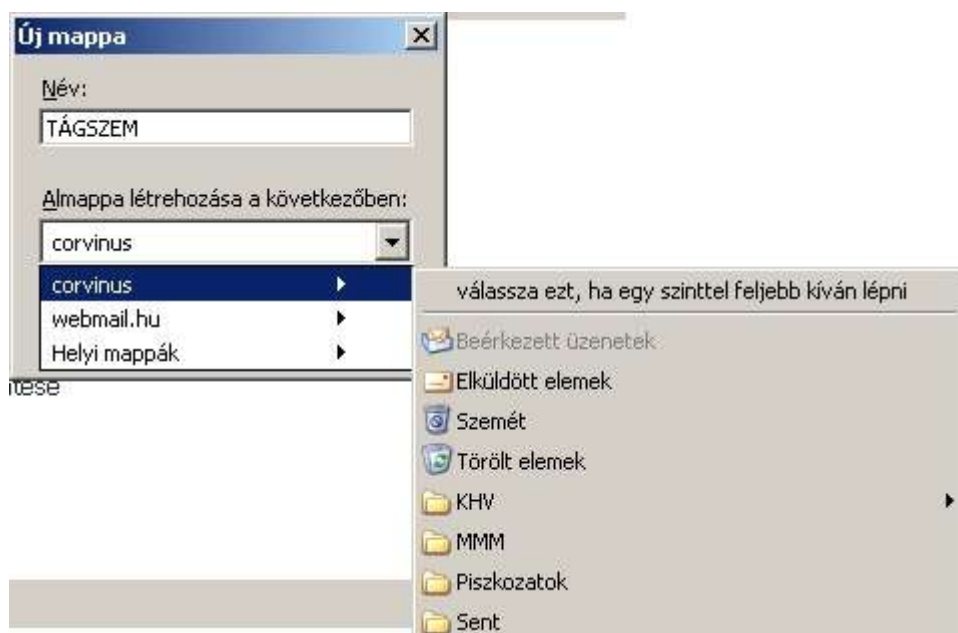 Új mappa
Név:
TÁGSZEM
Almappa létrehozása a következőben:
corvinus
corvinus
webmail.hu
Helyi mappák
válassza ezt, ha egy szinttel feljebb kíván lépni
Beérkezett üzenetek
Elküldött elemek
Szemét
Törölt elemek
KHV
MMM
Piszkozatok
Sent